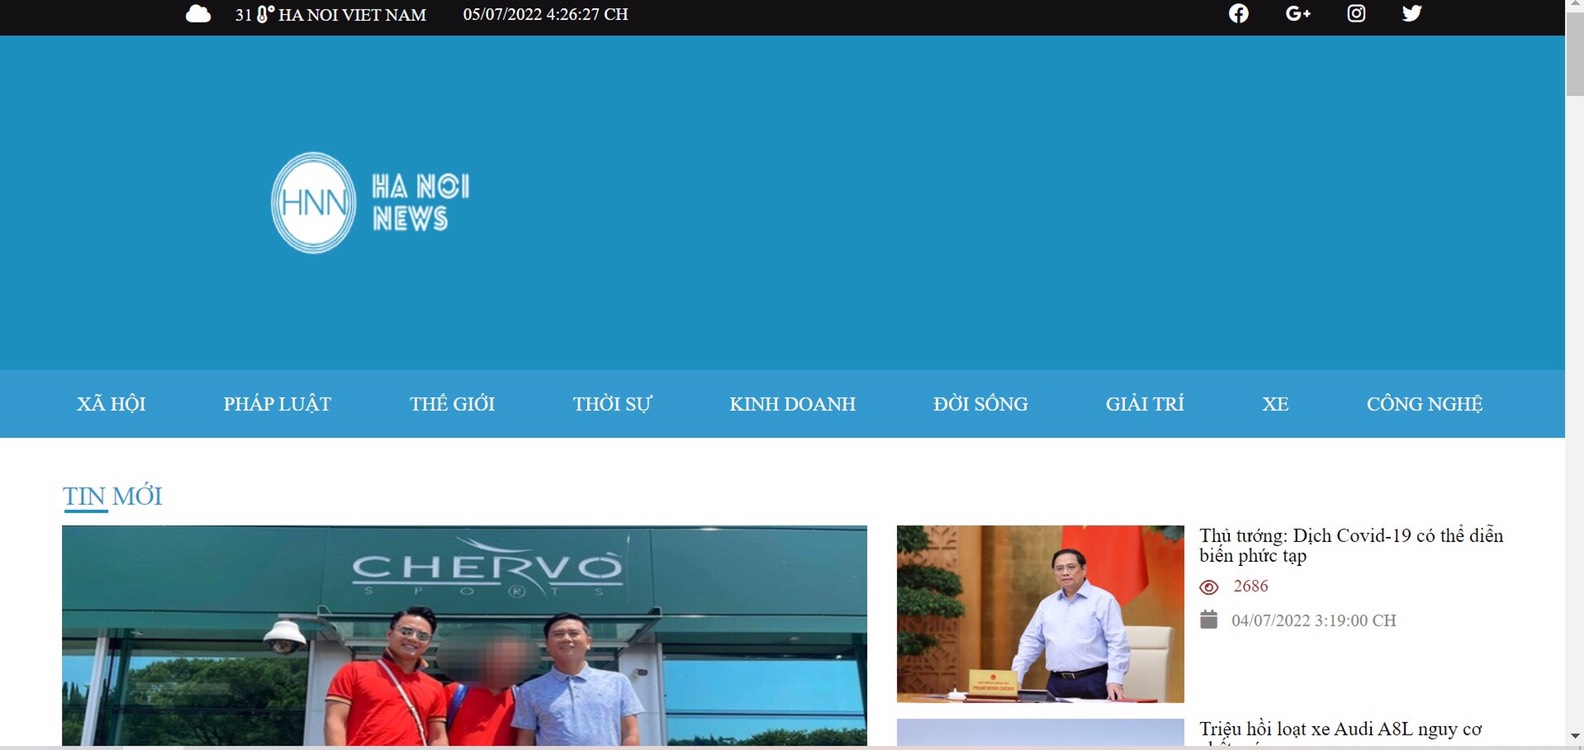 31 ° HA NOI VIET NAM
05/07/2022 4:26:27 CH
HNN
HA NOI
NEWS
XÃ HỘI
PHÁP LUẬT
THẾ GIỚI
THỜI SỰ
KINH DOANH
ĐỜI SỐNG
GIẢI TRÍ
XE
CÔNG NGHỆ
TIN MỚI
CHERVÒ
SPORTS
Thủ tướng: Dịch Covid-19 có thể diễn
biến phức tạp
2686
04/07/2022 3:19:00 CH
PHẠM MINH CHÍNH
Triệu hồi loạt xe Audi A8L nguy cơ